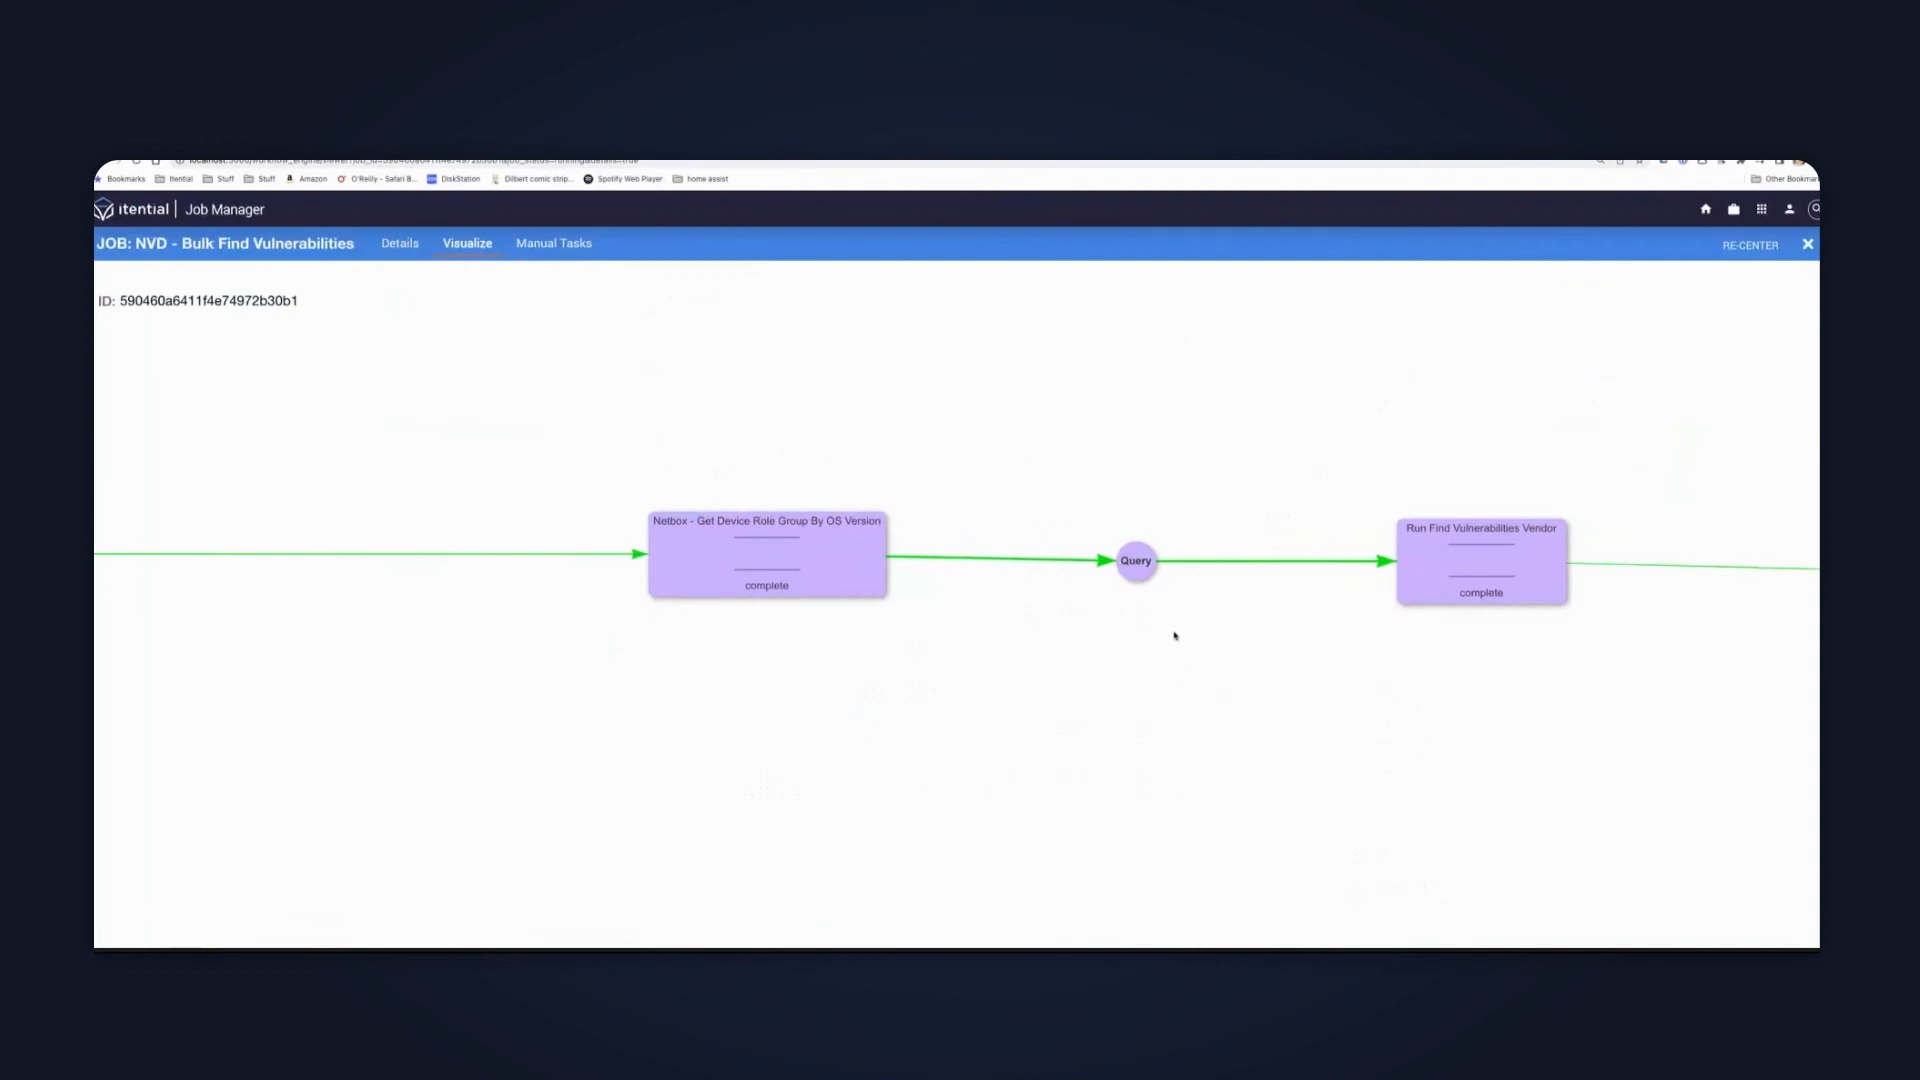 Bookmarks Itential Stuff Stuff Amazon O'Reilly - Safari B... DiskStation Dilbert comic strip... Spotify Web Player home assist Other Bookmar
itential | Job Manager
JOB: NVD - Bulk Find Vulnerabilities Details Visualize Manual Tasks RE-CENTER
ID: 590460a6411f4e74972b30b1
Netbox - Get Device Role Group By OS Version
complete
Query
Run Find Vulnerabilities Vendor
complete